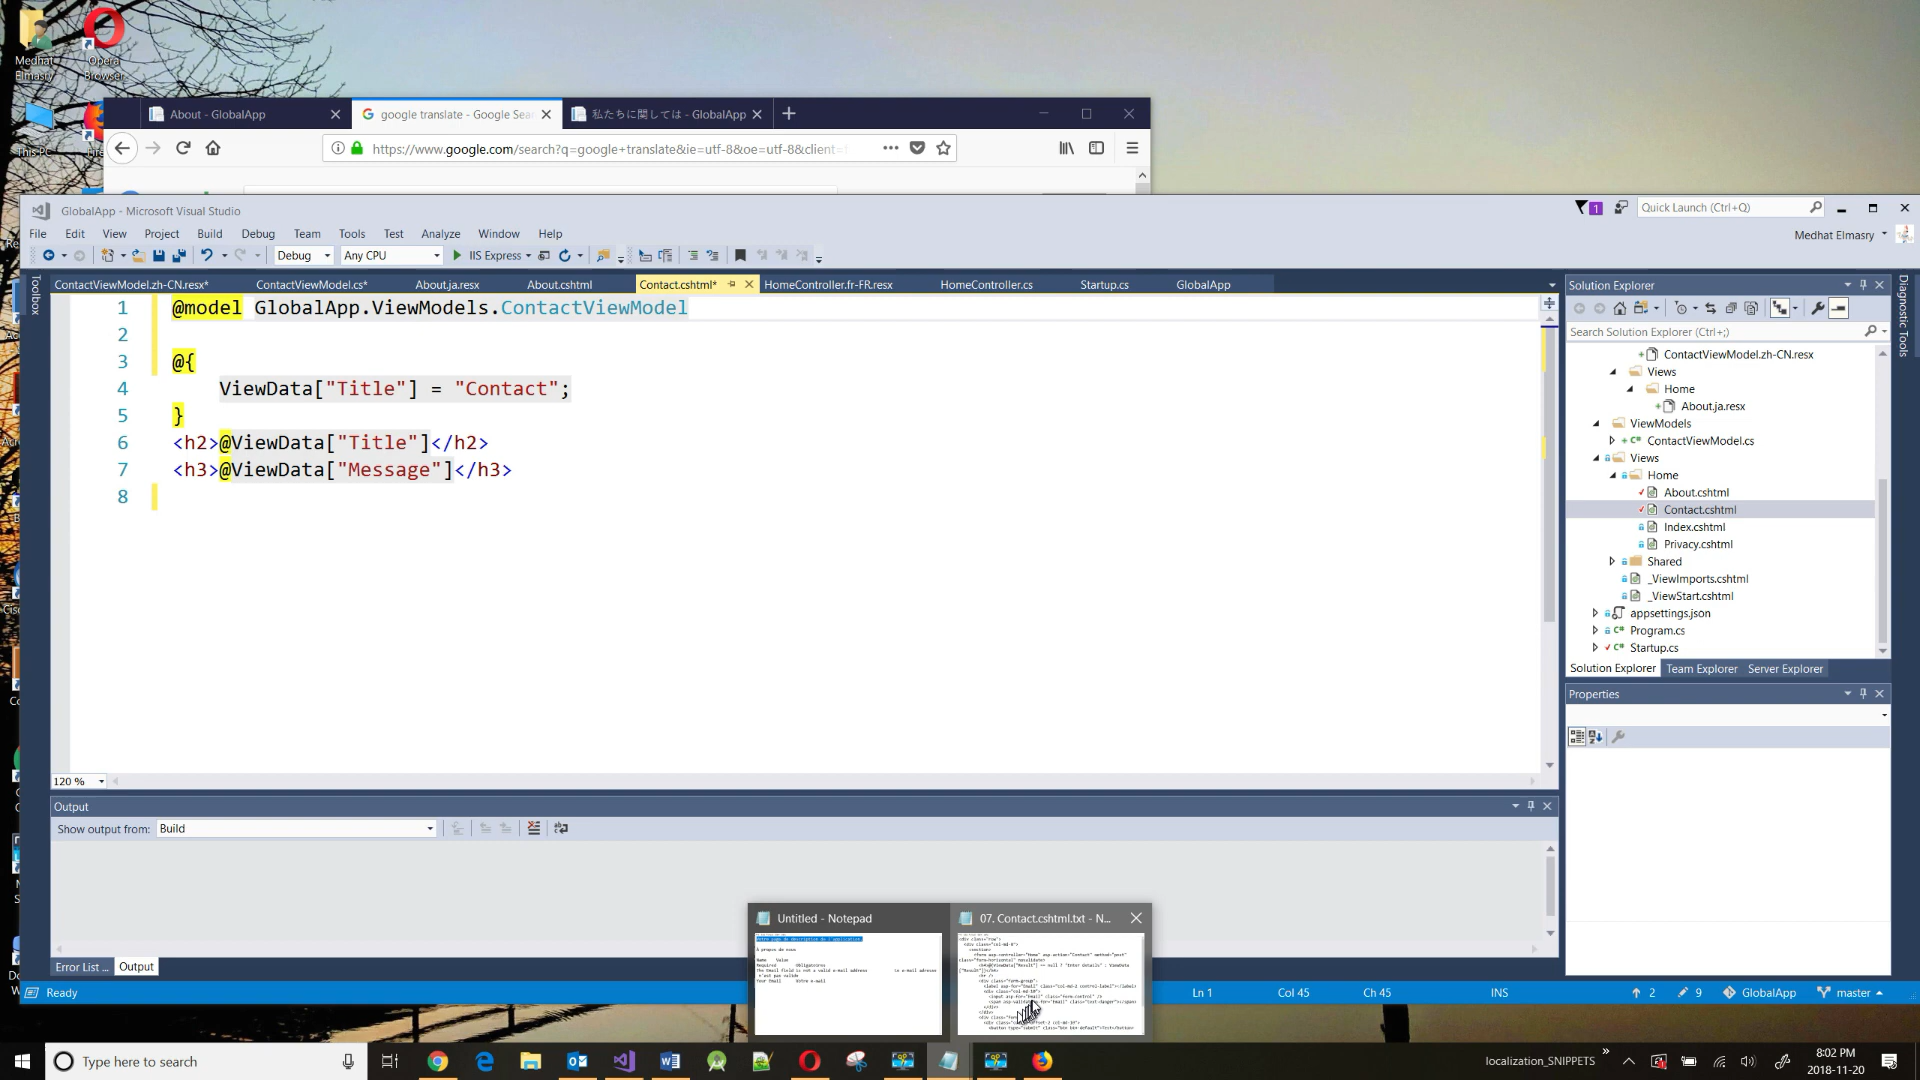 Medhat
Elmasry
Opera
Browser
This PC
About - GlobalApp
google translate - Google Sea
私たちに関しては - GlobalApp
https://www.google.com/search?q=google+translate&ie=utf-8&oe=utf-8&client=
GlobalApp - Microsoft Visual Studio
1
Quick Launch (Ctrl+Q)
File Edit View Project Build Debug Team Tools Test Analyze Window Help
Medhat Elmasry
Debug Any CPU IIS Express
Toolbox
ContactViewModel.zh-CN.resx* ContactViewModel.cs* About.ja.resx About.cshtml Contact.cshtml* HomeController.fr-FR.resx HomeController.cs Startup.cs GlobalApp
1 @model GlobalApp.ViewModels.ContactViewModel
2
3 @{
4 ViewData["Title"] = "Contact";
5 }
6 <h2>@ViewData["Title"]</h2>
7 <h3>@ViewData["Message"]</h3>
8
120 %
Solution Explorer
Search Solution Explorer (Ctrl+;)
ContactViewModel.zh-CN.resx
Views
Home
About.ja.resx
ViewModels
ContactViewModel.cs
Views
Home
About.cshtml
Contact.cshtml
Index.cshtml
Privacy.cshtml
Shared
_ViewImports.cshtml
_ViewStart.cshtml
appsettings.json
Program.cs
Startup.cs
Solution Explorer Team Explorer Server Explorer
Properties
Diagnostic Tools
Output
Show output from: Build
Error List ... Output
Untitled - Notepad
07. Contact.cshtml.txt - N...
Ready
Ln 1 Col 45 Ch 45 INS
2 9 GlobalApp master
Type here to search
localization_SNIPPETS
8:02 PM
2018-11-20